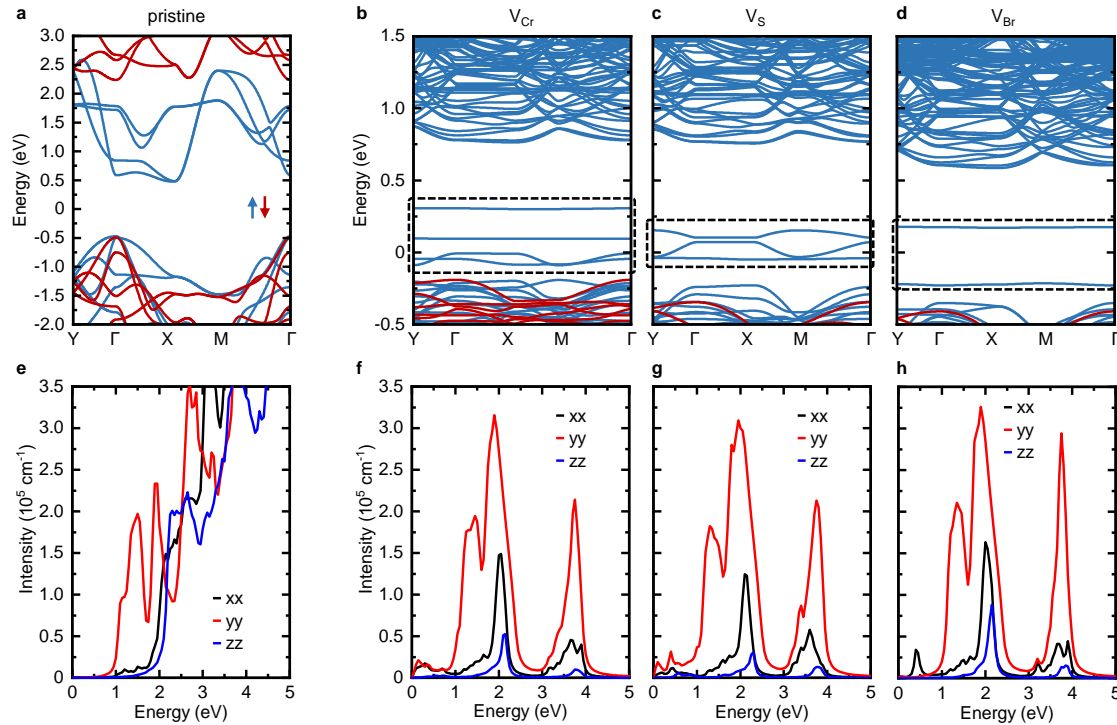 a pristine
3.0
2.5
2.0
1.5
1.0
0.5
0
-0.5
-1.0
-1.5
-2.0
Energy (eV)
Y Γ X M Γ
b V_Cr
1.5
1.0
0.5
0
-0.5
Energy (eV)
Y Γ X M Γ
c V_S
Y Γ X M Γ
d V_Br
Y Γ X M Γ
e
3.5
3.0
2.5
2.0
1.5
1.0
0.5
0
Intensity (10⁵ cm⁻¹)
xx
yy
zz
0 1 2 3 4 5
Energy (eV)
f
3.5
3.0
2.5
2.0
1.5
1.0
0.5
0
Intensity (10⁵ cm⁻¹)
xx
yy
zz
0 1 2 3 4 5
Energy (eV)
g
xx
yy
zz
0 1 2 3 4 5
Energy (eV)
h
xx
yy
zz
0 1 2 3 4 5
Energy (eV)